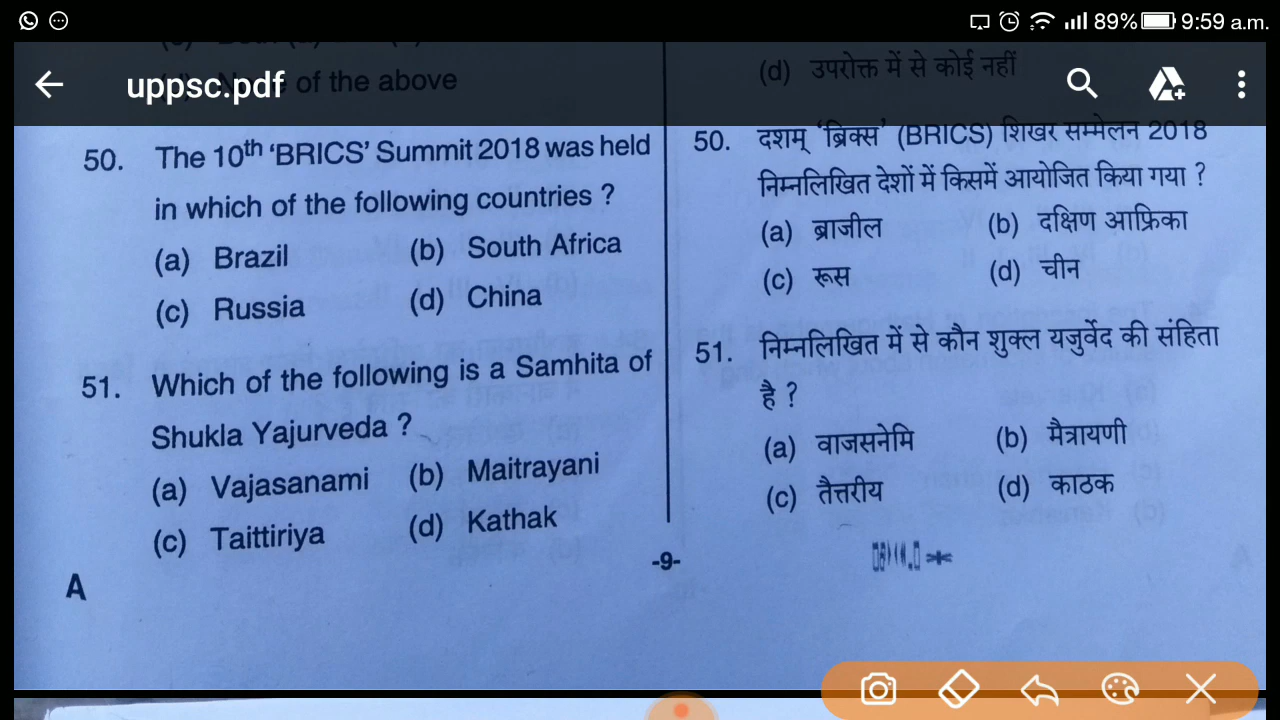 89% 9:59 a.m.
uppsc.pdf
None of the above
(d) उपरोक्त में से कोई नहीं
50. The 10th 'BRICS' Summit 2018 was held
in which of the following countries ?
(a) Brazil (b) South Africa
(c) Russia (d) China
51. Which of the following is a Samhita of
Shukla Yajurveda ?
(a) Vajasanami (b) Maitrayani
(c) Taittiriya (d) Kathak
A
50. दशम् 'ब्रिक्स' (BRICS) शिखर सम्मेलन 2018
निम्नलिखित देशों में किसमें आयोजित किया गया ?
(a) ब्राजील (b) दक्षिण आफ्रिका
(c) रूस (d) चीन
51. निम्नलिखित में से कौन शुक्ल यजुर्वेद की संहिता
है ?
(a) वाजसनेमि (b) मैत्रायणी
(c) तैत्तरीय (d) काठक
-9-